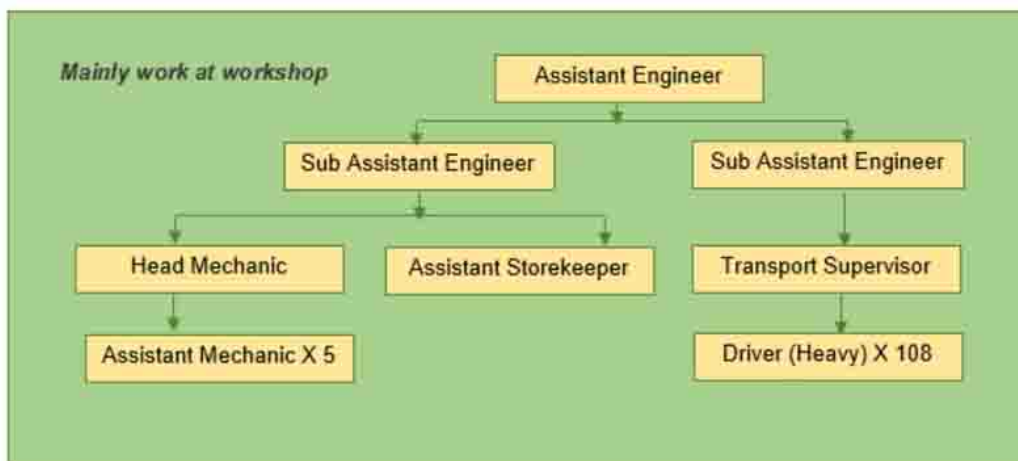 Mainly work at workshop
Assistant Engineer
Sub Assistant Engineer
Sub Assistant Engineer
Head Mechanic
Assistant Storekeeper
Transport Supervisor
Assistant Mechanic X 5
Driver (Heavy) X 108